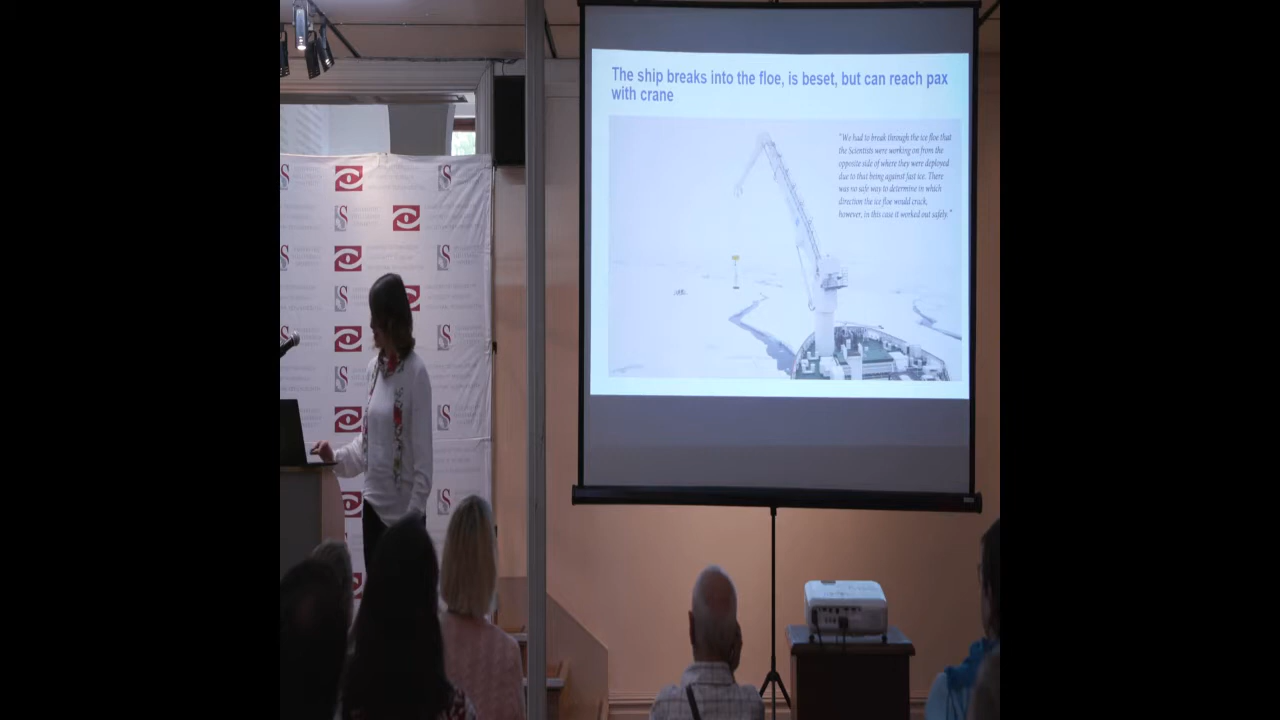 The ship breaks into the floe, is beset, but can reach pax
with crane
"We had to break through the ice floe that
the Scientists were working on from the
opposite side of where they were deployed
due to that being against fast ice. There
was no safe way to determine in which
direction the ice floe would crack,
however, in this case it worked out safely."